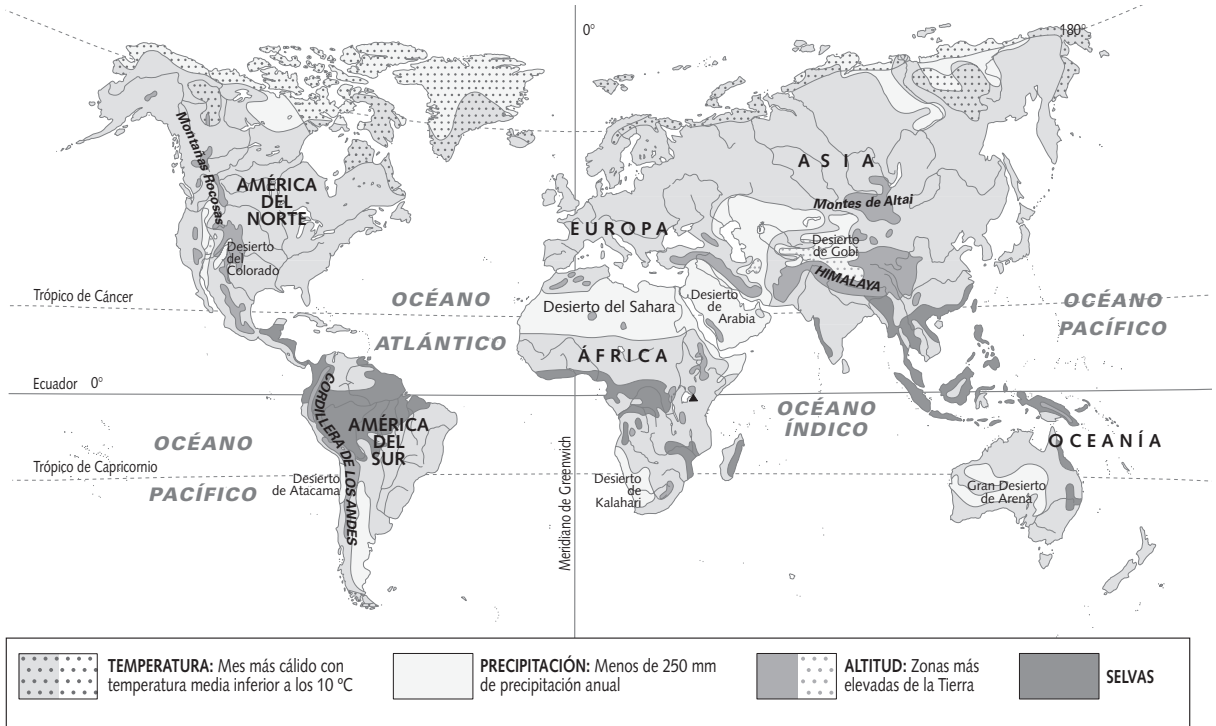 0°
180°
Montañas Rocosas
AMÉRICA
DEL
NORTE
Desierto
del
Colorado
ASIA
Montes de Altai
EUROPA
Desierto
de Gobi
HIMALAYA
Trópico de Cáncer
OCÉANO
ATLÁNTICO
Desierto del Sahara
Desierto
de
Arabia
OCÉANO
PACÍFICO
ÁFRICA
Ecuador 0°
CORDILLERA DE LOS ANDES
AMÉRICA
DEL
SUR
OCÉANO
ÍNDICO
OCEANÍA
OCÉANO
PACÍFICO
Trópico de Capricornio
Desierto
de Atacama
Meridiano de Greenwich
Desierto
de
Kalahari
Gran Desierto
de Arena
TEMPERATURA: Mes más cálido con
temperatura media inferior a los 10 ºC
PRECIPITACIÓN: Menos de 250 mm
de precipitación anual
ALTITUD: Zonas más
elevadas de la Tierra
SELVAS